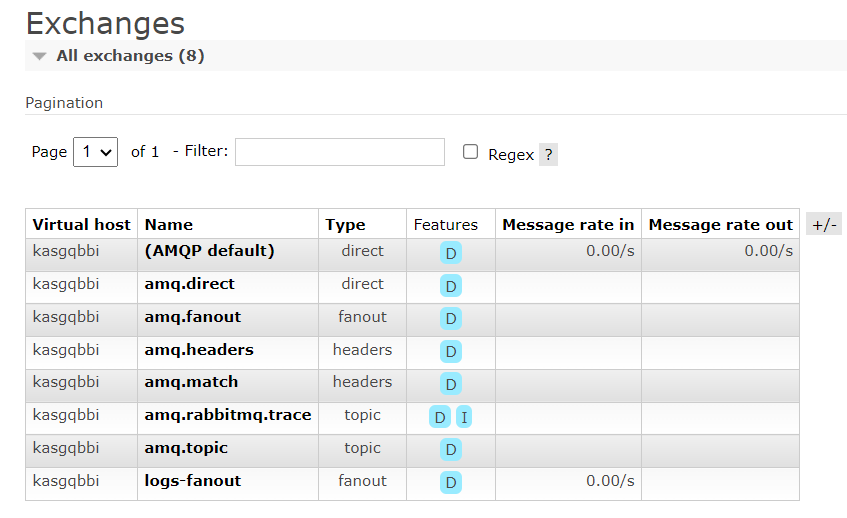 Exchanges
All exchanges (8)
Pagination
Page 1 of 1 - Filter: Regex ?
Virtual host Name Type Features Message rate in Message rate out +/-
kasgqbbi (AMQP default) direct D 0.00/s 0.00/s
kasgqbbi amq.direct direct D
kasgqbbi amq.fanout fanout D
kasgqbbi amq.headers headers D
kasgqbbi amq.match headers D
kasgqbbi amq.rabbitmq.trace topic D I
kasgqbbi amq.topic topic D
kasgqbbi logs-fanout fanout D 0.00/s